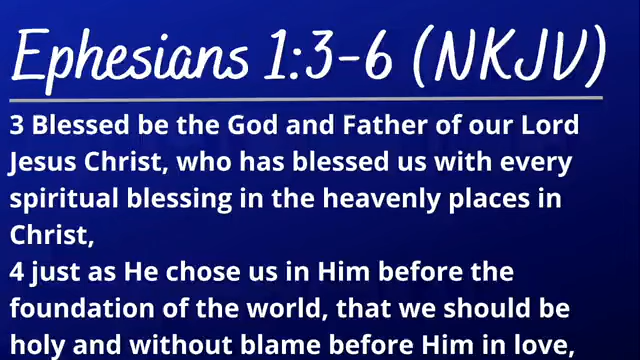 Ephesians 1:3-6 (NKJV)
3 Blessed be the God and Father of our Lord
Jesus Christ, who has blessed us with every
spiritual blessing in the heavenly places in
Christ,
4 just as He chose us in Him before the
foundation of the world, that we should be
holy and without blame before Him in love,